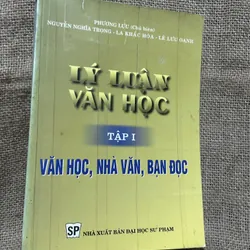 PHƯƠNG LỰU (Chủ biên)
NGUYỄN NGHĨA TRỌNG - LA KHẮC HÒA - LÊ LƯU OANH
LÝ LUẬN
VĂN HỌC
TẬP I
VĂN HỌC, NHÀ VĂN, BẠN ĐỌC
SP
NHÀ XUẤT BẢN ĐẠI HỌC SƯ PHẠM